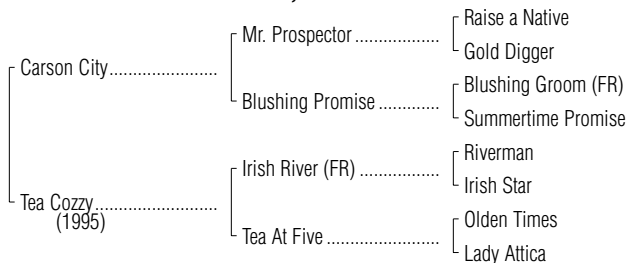 Raise a Native
Mr. Prospector ....................
Gold Digger
Carson City.........................
Blushing Groom (FR)
Blushing Promise ..............
Summertime Promise
Riverman
Irish River (FR) ...................
Irish Star
Tea Cozzy............................
(1995)
Olden Times
Tea At Five ..........................
Lady Attica